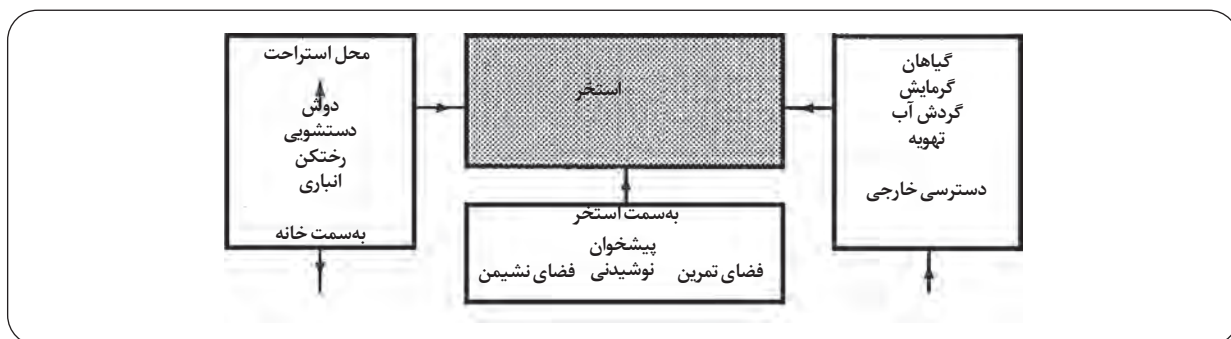 گیاهان
گرمایش
گردش آب
تهویه
دسترسی خارجی
استخر
به‌سمت استخر
پیشخوان
نوشیدنی
فضای تمرین
فضای نشیمن
محل استراحت
دوش
دستشویی
رختکن
انباری
به‌سمت خانه